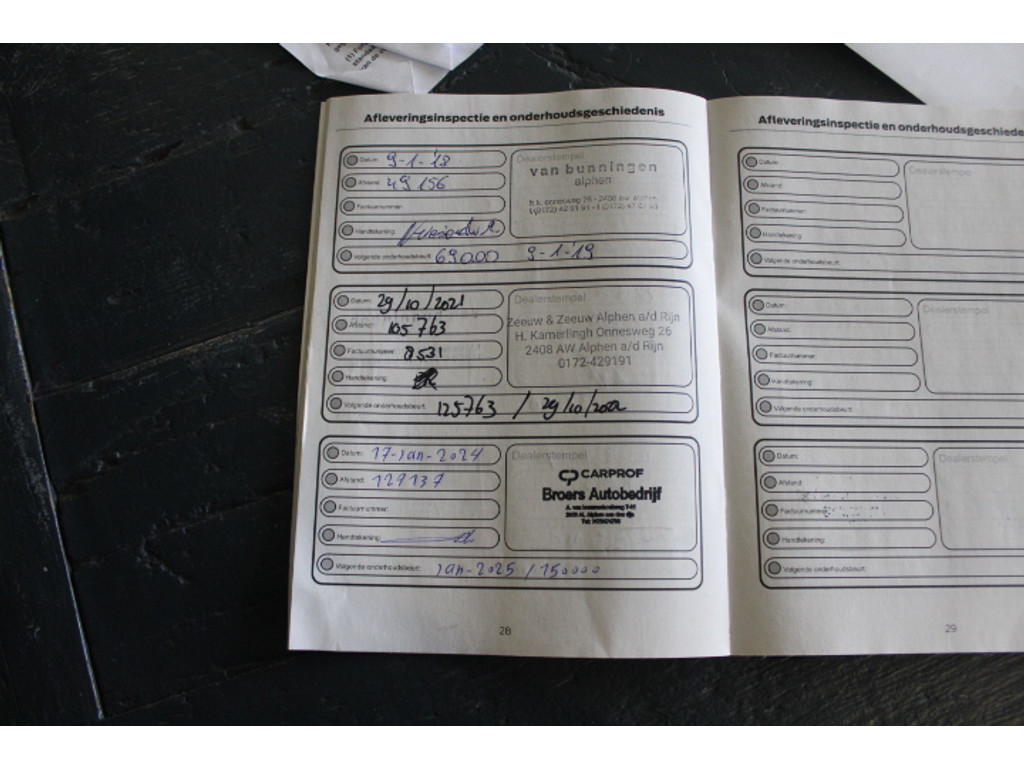 Afleveringsinspectie en onderhoudsgeschiedenis
Datum: 9-1-'18
Afstand: 49 156
Factuurnummer:
Handtekening:
Volgende onderhoudsbeurt: 69000 9-1-'19
Dealerstempel
van bunningen
alphen
Datum: 29/10/2021
Afstand: 105763
Factuurnummer: 8531
Handtekening:
Volgende onderhoudsbeurt: 125763 / 29/10/2022
Dealerstempel
Zeeuw & Zeeuw Alphen a/d Rijn
H. Kamerlingh Onnesweg 26
2408 AW Alphen a/d Rijn
0172-429191
Datum: 17-Jan-2024
Afstand: 129137
Factuurnummer:
Handtekening:
Volgende onderhoudsbeurt: Jan-2025 / 150000
Dealerstempel
CARPROF
Broers Autobedrijf
28
Afleveringsinspectie en onderhoudsgeschiede
Datum:
Afstand:
Factuurnummer:
Handtekening:
Volgende onderhoudsbeurt:
Dealerstempel
Datum:
Afstand:
Factuurnummer:
Handtekening:
Volgende onderhoudsbeurt:
Dealerstempel
Datum:
Afstand:
Factuurnummer:
Handtekening:
Volgende onderhoudsbeurt:
Dealerstempel
29